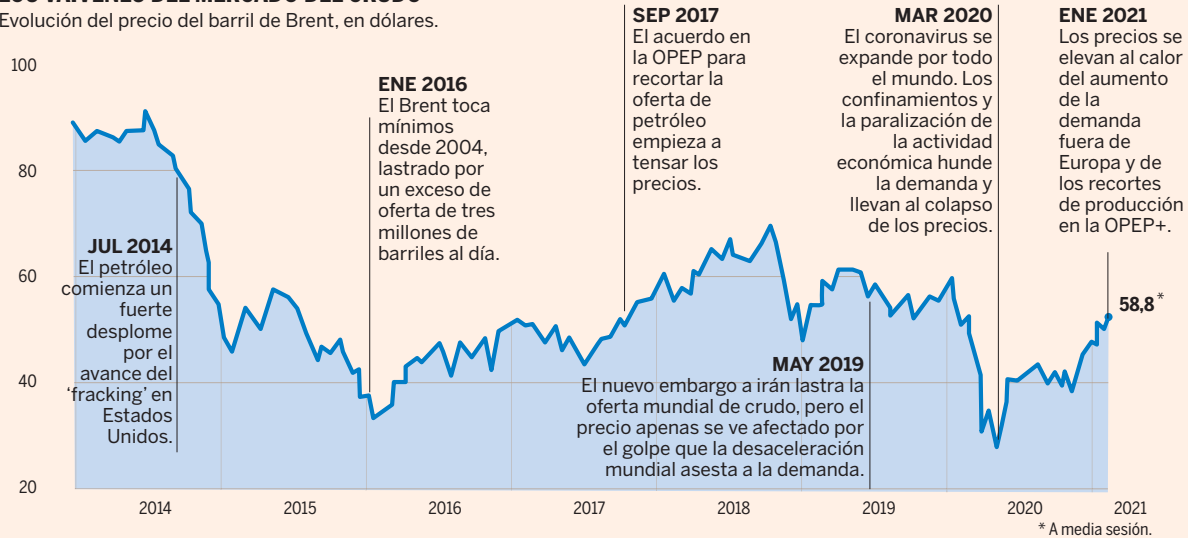 Evolución del precio del barril de Brent, en dólares.
100
80
60
40
20
JUL 2014
El petróleo
comienza un
fuerte
desplome
por el
avance del
‘fracking’ en
Estados
Unidos.
ENE 2016
El Brent toca
mínimos
desde 2004,
lastrado por
un exceso de
oferta de tres
millones de
barriles al día.
SEP 2017
El acuerdo en
la OPEP para
recortar la
oferta de
petróleo
empieza a
tensar los
precios.
MAY 2019
El nuevo embargo a irán lastra la
oferta mundial de crudo, pero el
precio apenas se ve afectado por
el golpe que la desaceleración
mundial asesta a la demanda.
MAR 2020
El coronavirus se
expande por todo
el mundo. Los
confinamientos y
la paralización de
la actividad
económica hunde
la demanda y
llevan al colapso
de los precios.
ENE 2021
Los precios se
elevan al calor
del aumento
de la
demanda
fuera de
Europa y de
los recortes
de producción
en la OPEP+.
58,8*
2014 2015 2016 2017 2018 2019 2020 2021
* A media sesión.